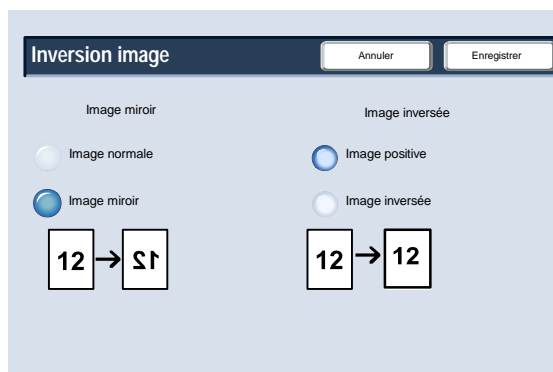 Inversion image
Annuler
Enregistrer
Image miroir
Image inversée
Image normale
Image positive
Image miroir
Image inversée
12
12
12
12